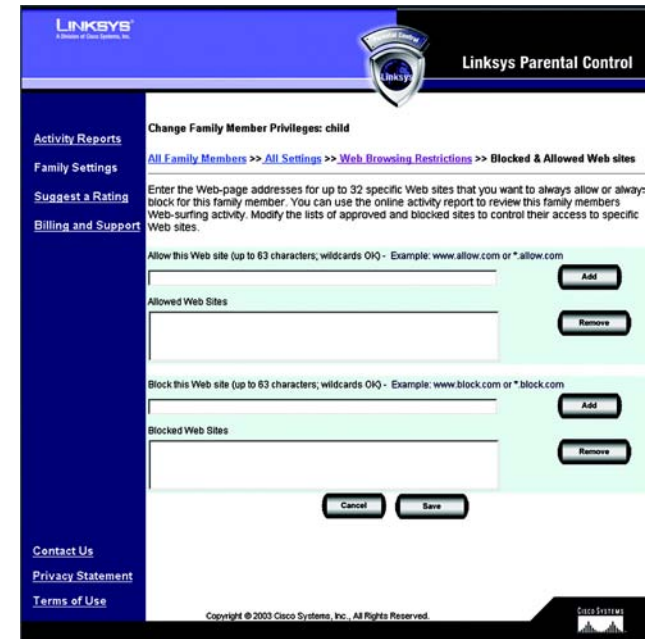 LINKSYS®
A Division of Cisco Systems, Inc.
Parental Control
Linksys
Linksys Parental Control
Activity Reports
Family Settings
Suggest a Rating
Billing and Support
Change Family Member Privileges: child
All Family Members >> All Settings >> Web Browsing Restrictions >> Blocked & Allowed Web sites
Enter the Web-page addresses for up to 32 specific Web sites that you want to always allow or always
block for this family member. You can use the online activity report to review this family members
Web-surfing activity. Modify the lists of approved and blocked sites to control their access to specific
Web sites.
Allow this Web site (up to 63 characters; wildcards OK) - Example: www.allow.com or *.allow.com
Add
Allowed Web Sites
Remove
Block this Web site (up to 63 characters; wildcards OK) - Example: www.block.com or *.block.com
Add
Blocked Web Sites
Remove
Cancel
Save
Contact Us
Privacy Statement
Terms of Use
Copyright © 2003 Cisco Systems, Inc., All Rights Reserved.
CISCO SYSTEMS